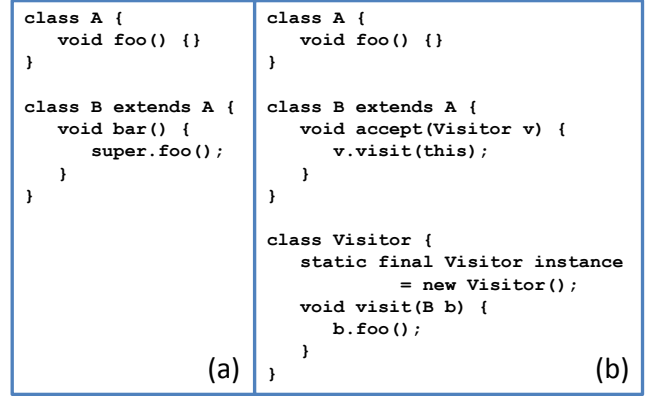 class A {
   void foo() {}
}

class B extends A {
   void bar() {
      super.foo();
   }
}
(a)
class A {
   void foo() {}
}

class B extends A {
   void accept(Visitor v) {
      v.visit(this);
   }
}

class Visitor {
   static final Visitor instance
            = new Visitor();
   void visit(B b) {
      b.foo();
   }
}
(b)